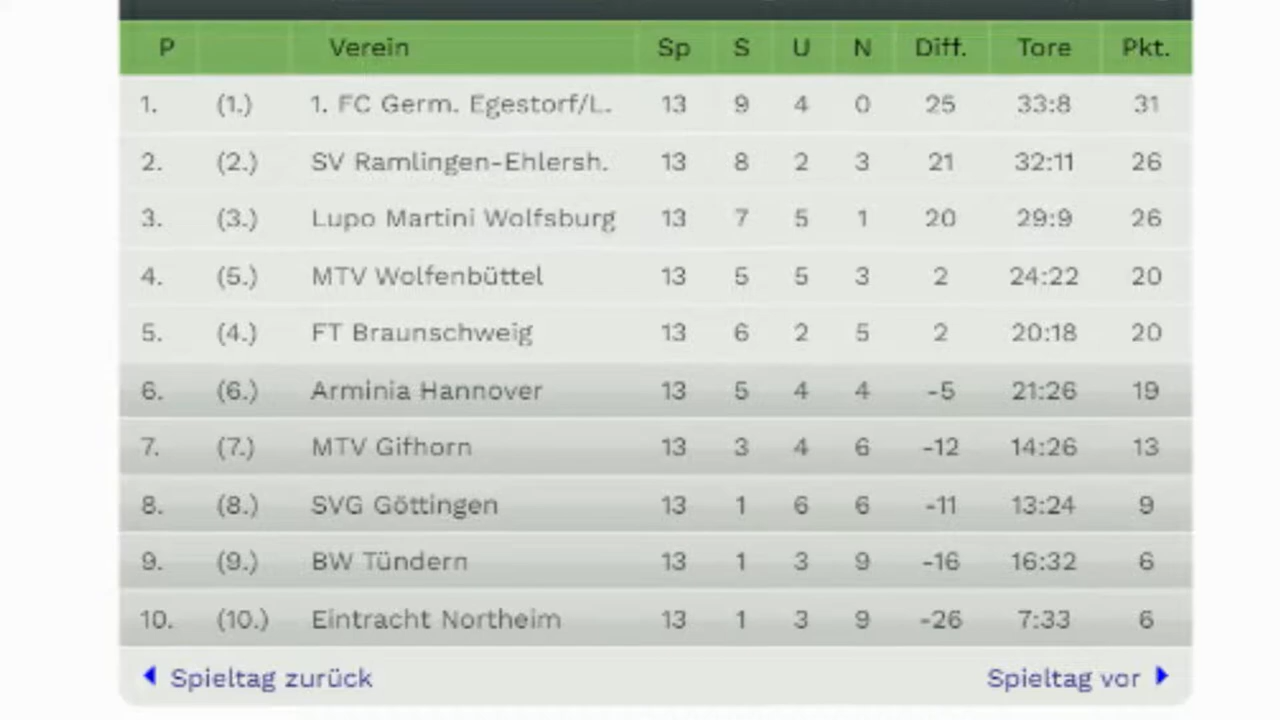 P Verein Sp S U N Diff. Tore Pkt.
1. (1.) 1. FC Germ. Egestorf/L. 13 9 4 0 25 33:8 31
2. (2.) SV Ramlingen-Ehlersh. 13 8 2 3 21 32:11 26
3. (3.) Lupo Martini Wolfsburg 13 7 5 1 20 29:9 26
4. (5.) MTV Wolfenbüttel 13 5 5 3 2 24:22 20
5. (4.) FT Braunschweig 13 6 2 5 2 20:18 20
6. (6.) Arminia Hannover 13 5 4 4 -5 21:26 19
7. (7.) MTV Gifhorn 13 3 4 6 -12 14:26 13
8. (8.) SVG Göttingen 13 1 6 6 -11 13:24 9
9. (9.) BW Tündern 13 1 3 9 -16 16:32 6
10. (10.) Eintracht Northeim 13 1 3 9 -26 7:33 6
Spieltag zurück Spieltag vor